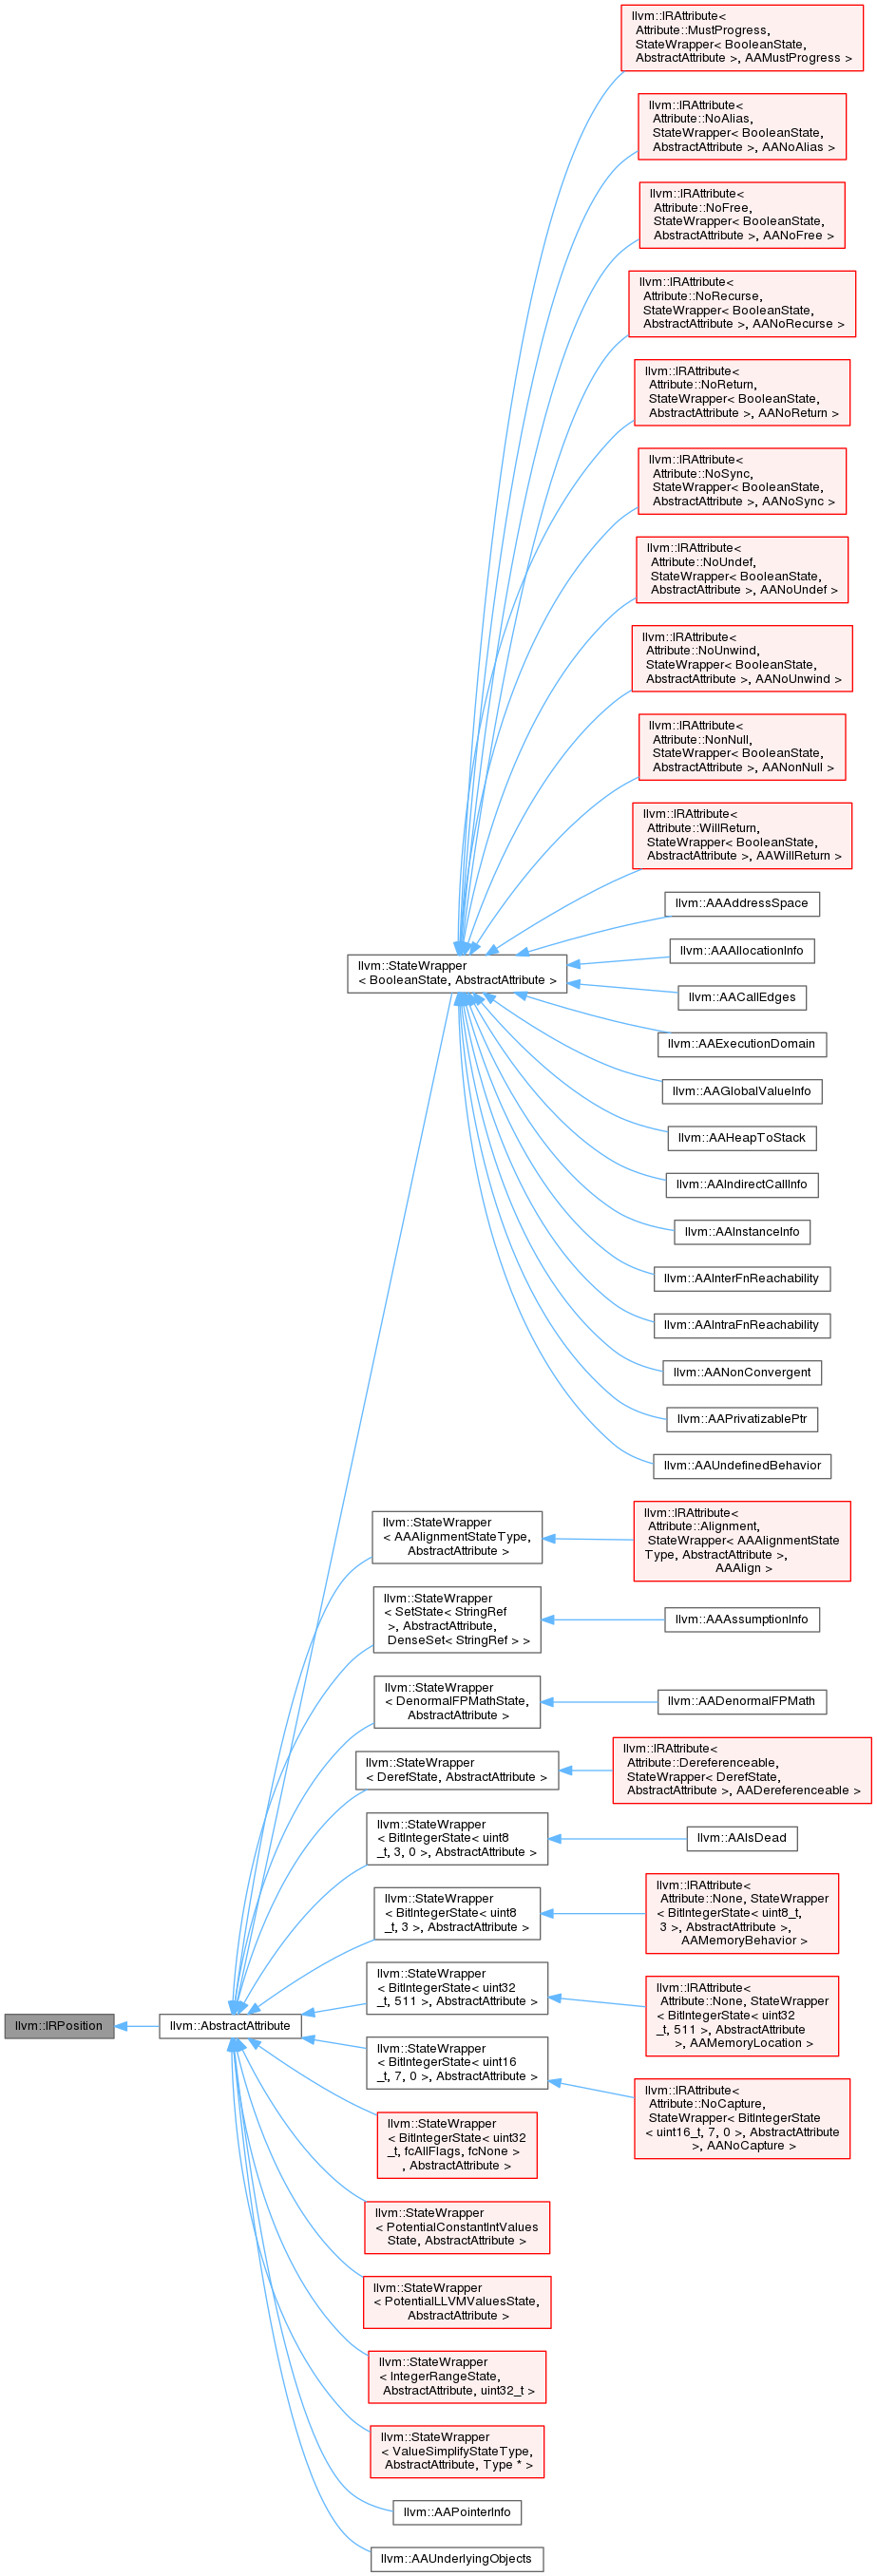 llvm::IRAttribute<
Attribute::MustProgress,
StateWrapper< BooleanState,
AbstractAttribute >, AAMustProgress >
llvm::IRAttribute<
Attribute::NoAlias,
StateWrapper< BooleanState,
AbstractAttribute >, AANoAlias >
llvm::IRAttribute<
Attribute::NoFree,
StateWrapper< BooleanState,
AbstractAttribute >, AANoFree >
llvm::IRAttribute<
Attribute::NoRecurse,
StateWrapper< BooleanState,
AbstractAttribute >, AANoRecurse >
llvm::IRAttribute<
Attribute::NoReturn,
StateWrapper< BooleanState,
AbstractAttribute >, AANoReturn >
llvm::IRAttribute<
Attribute::NoSync,
StateWrapper< BooleanState,
AbstractAttribute >, AANoSync >
llvm::IRAttribute<
Attribute::NoUndef,
StateWrapper< BooleanState,
AbstractAttribute >, AANoUndef >
llvm::IRAttribute<
Attribute::NoUnwind,
StateWrapper< BooleanState,
AbstractAttribute >, AANoUnwind >
llvm::IRAttribute<
Attribute::NonNull,
StateWrapper< BooleanState,
AbstractAttribute >, AANonNull >
llvm::IRAttribute<
Attribute::WillReturn,
StateWrapper< BooleanState,
AbstractAttribute >, AAWillReturn >
llvm::AAAddressSpace
llvm::AAAllocationInfo
llvm::StateWrapper
< BooleanState, AbstractAttribute >
llvm::AACallEdges
llvm::AAExecutionDomain
llvm::AAGlobalValueInfo
llvm::AAHeapToStack
llvm::AAIndirectCallInfo
llvm::AAInstanceInfo
llvm::AAInterFnReachability
llvm::AAIntraFnReachability
llvm::AANonConvergent
llvm::AAPrivatizablePtr
llvm::AAUndefinedBehavior
llvm::StateWrapper
< AAAlignmentStateType,
AbstractAttribute >
llvm::IRAttribute<
Attribute::Alignment,
StateWrapper< AAAlignmentState
Type, AbstractAttribute >,
AAAlign >
llvm::StateWrapper
< SetState< StringRef
>, AbstractAttribute,
DenseSet< StringRef > >
llvm::AAAssumptionInfo
llvm::StateWrapper
< DenormalFPMathState,
AbstractAttribute >
llvm::AADenormalFPMath
llvm::StateWrapper
< DerefState, AbstractAttribute >
llvm::IRAttribute<
Attribute::Dereferenceable,
StateWrapper< DerefState,
AbstractAttribute >, AADereferenceable >
llvm::StateWrapper
< BitIntegerState< uint8
_t, 3, 0 >, AbstractAttribute >
llvm::AAIsDead
llvm::StateWrapper
< BitIntegerState< uint8
_t, 3 >, AbstractAttribute >
llvm::IRAttribute<
Attribute::None, StateWrapper
< BitIntegerState< uint8_t,
3 >, AbstractAttribute >,
AAMemoryBehavior >
llvm::StateWrapper
< BitIntegerState< uint32
_t, 511 >, AbstractAttribute >
llvm::IRAttribute<
Attribute::None, StateWrapper
< BitIntegerState< uint32
_t, 511 >, AbstractAttribute
>, AAMemoryLocation >
llvm::IRPosition
llvm::AbstractAttribute
llvm::StateWrapper
< BitIntegerState< uint16
_t, 7, 0 >, AbstractAttribute >
llvm::IRAttribute<
Attribute::NoCapture,
StateWrapper< BitIntegerState
< uint16_t, 7, 0 >, AbstractAttribute
>, AANoCapture >
llvm::StateWrapper
< BitIntegerState< uint32
_t, fcAllFlags, fcNone >
, AbstractAttribute >
llvm::StateWrapper
< PotentialConstantIntValues
State, AbstractAttribute >
llvm::StateWrapper
< PotentialLLVMValuesState,
AbstractAttribute >
llvm::StateWrapper
< IntegerRangeState,
AbstractAttribute, uint32_t >
llvm::StateWrapper
< ValueSimplifyStateType,
AbstractAttribute, Type * >
llvm::AAPointerInfo
llvm::AAUnderlyingObjects